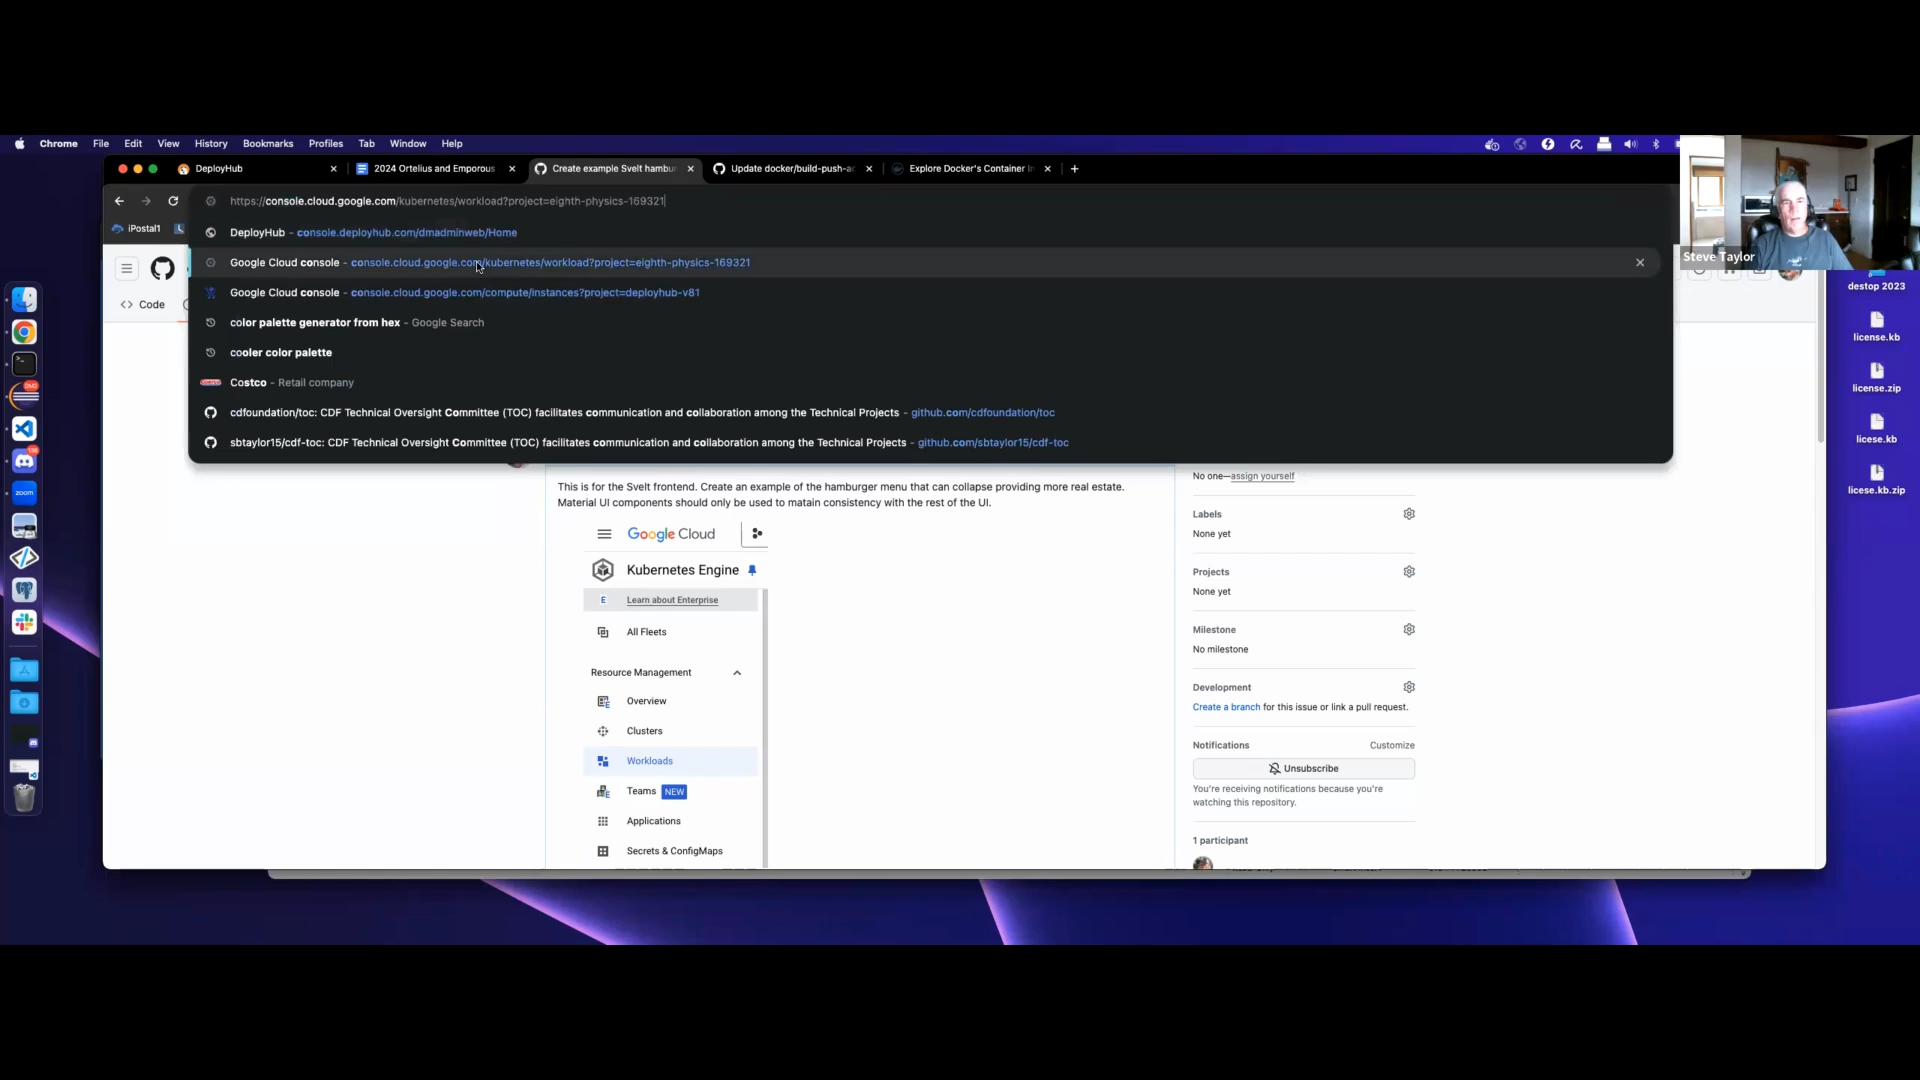 Chrome File Edit View History Bookmarks Profiles Tab Window Help
DeployHub
2024 Ortelius and Emporous
Create example Svelt hambur
Update docker/build-push-ac
Explore Docker's Container In
https://console.cloud.google.com/kubernetes/workload?project=eighth-physics-169321
iPostal1
DeployHub - console.deployhub.com/dmadminweb/Home
Google Cloud console - console.cloud.google.com/kubernetes/workload?project=eighth-physics-169321
Google Cloud console - console.cloud.google.com/compute/instances?project=deployhub-v81
color palette generator from hex - Google Search
cooler color palette
Costco - Retail company
cdfoundation/toc: CDF Technical Oversight Committee (TOC) facilitates communication and collaboration among the Technical Projects - github.com/cdfoundation/toc
sbtaylor15/cdf-toc: CDF Technical Oversight Committee (TOC) facilitates communication and collaboration among the Technical Projects - github.com/sbtaylor15/cdf-toc
<> Code
This is for the Svelt frontend. Create an example of the hamburger menu that can collapse providing more real estate.
Material UI components should only be used to matain consistency with the rest of the UI.
Google Cloud
Kubernetes Engine
E Learn about Enterprise
All Fleets
Resource Management
Overview
Clusters
Workloads
Teams NEW
Applications
Secrets & ConfigMaps
No one—assign yourself
Labels
None yet
Projects
None yet
Milestone
No milestone
Development
Create a branch for this issue or link a pull request.
Notifications Customize
Unsubscribe
You're receiving notifications because you're
watching this repository.
1 participant
Steve Taylor
destop 2023
license.kb
license.zip
licese.kb
licese.kb.zip
zoom